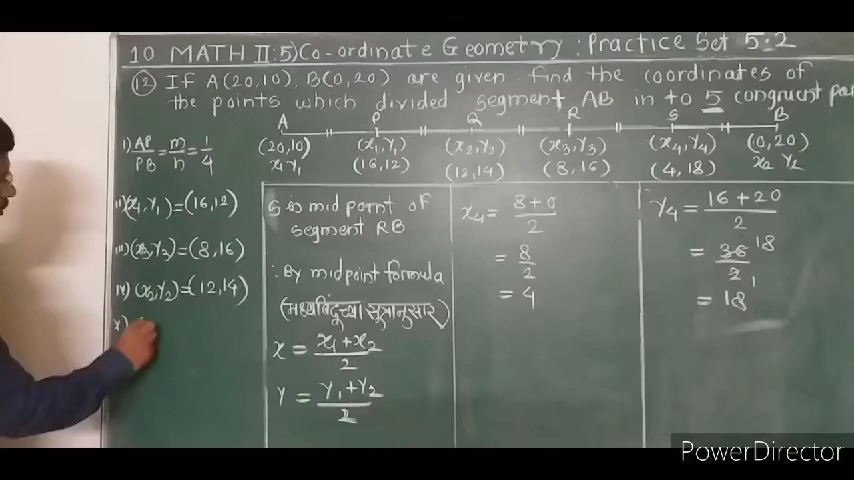 10 MATH II:5) Co-ordinate Geometry: Practice Set 5:2
(12) If A(20,10), B(0,20) are given find the coordinates of
the points which divided segment AB in to 5 congruent par
A P Q R S B
(20,10) (x₁,Y₁) (x₂,Y₂) (x₃,Y₃) (x₄,Y₄) (0,20)
x₁ Y₁ (16,12) (12,14) (8,16) (4,18) x₂ Y₂
i) AP/PB = m/n = 1/4
ii) (x₁,Y₁) = (16,12)
iii) (x₃,Y₃) = (8,16)
iv) (x₂,Y₂) = (12,14)
v)
S is mid point of
segment RB
∴ By midpoint formula
(मध्यबिंदूच्या सूत्रानुसार)
x = x₁+x₂/2
Y = Y₁+Y₂/2
x₄ = 8+0/2
= 8/2
= 4
Y₄ = 16+20/2
= 36 18/2 1
= 18
PowerDirector